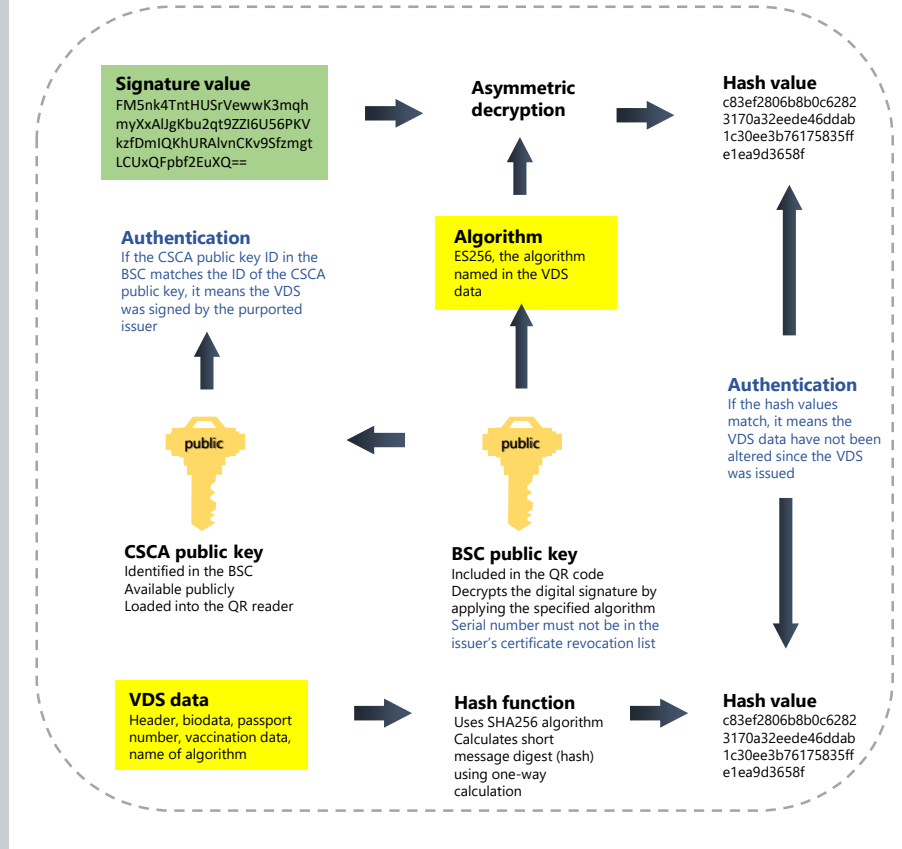 Signature value
FM5nk4TntHUSrVewwK3mqh
myXxAlJgKbu2qt9ZZl6U56PKV
kzfDmIQKhURAlvnCKv9Sfzmgt
LCUxQFpbf2EuXQ==
Asymmetric
decryption
Hash value
c83ef2806b8b0c6282
3170a32eede46ddab
1c30ee3b76175835ff
e1ea9d3658f
Authentication
If the CSCA public key ID in the
BSC matches the ID of the CSCA
public key, it means the VDS
was signed by the purported
issuer
Algorithm
ES256, the algorithm
named in the VDS
data
Authentication
If the hash values
match, it means the
VDS data have not been
altered since the VDS
was issued
public
public
CSCA public key
Identified in the BSC
Available publicly
Loaded into the QR reader
BSC public key
Included in the QR code
Decrypts the digital signature by
applying the specified algorithm
Serial number must not be in the
issuer's certificate revocation list
VDS data
Header, biodata, passport
number, vaccination data,
name of algorithm
Hash function
Uses SHA256 algorithm
Calculates short
message digest (hash)
using one-way
calculation
Hash value
c83ef2806b8b0c6282
3170a32eede46ddab
1c30ee3b76175835ff
e1ea9d3658f